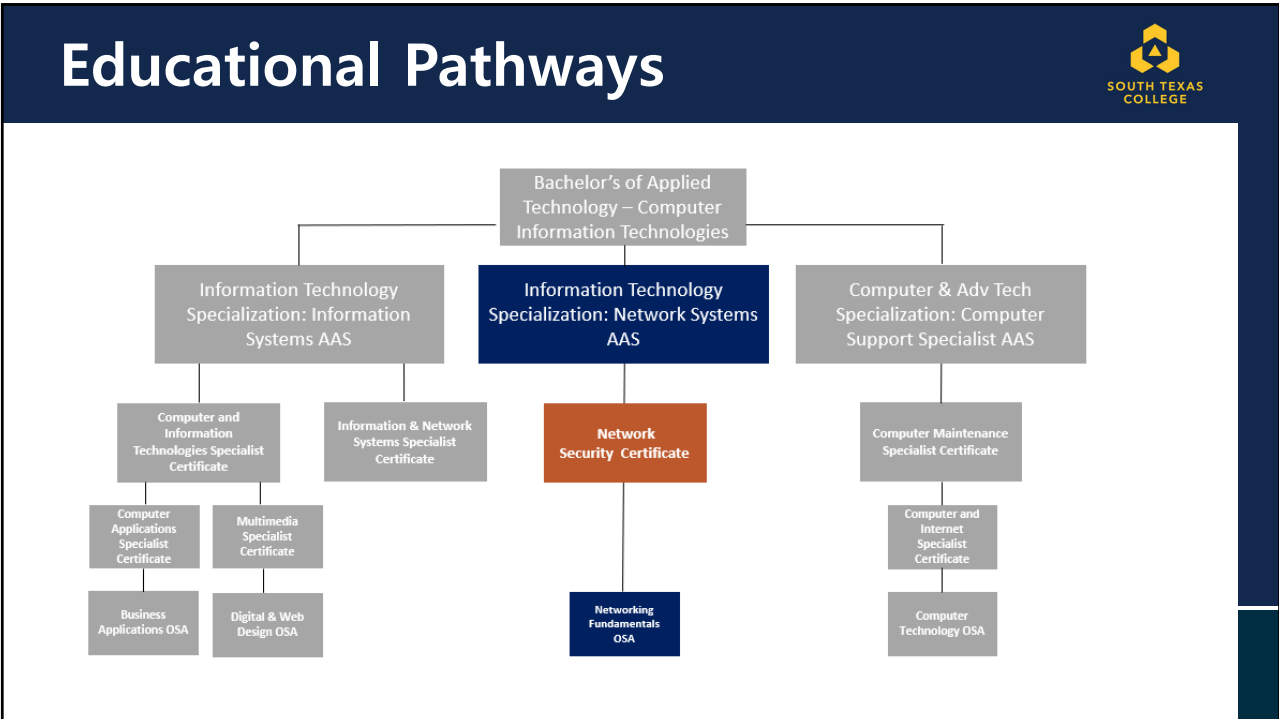 Educational Pathways
SOUTH TEXAS
COLLEGE
Bachelor’s of Applied
Technology – Computer
Information Technologies
Information Technology
Specialization: Information
Systems AAS
Information Technology
Specialization: Network Systems
AAS
Computer & Adv Tech
Specialization: Computer
Support Specialist AAS
Computer and
Information
Technologies Specialist
Certificate
Information & Network
Systems Specialist
Certificate
Network
Security Certificate
Computer Maintenance
Specialist Certificate
Computer
Applications
Specialist
Certificate
Multimedia
Specialist
Certificate
Computer and
Internet
Specialist
Certificate
Business
Applications OSA
Digital & Web
Design OSA
Networking
Fundamentals
OSA
Computer
Technology OSA